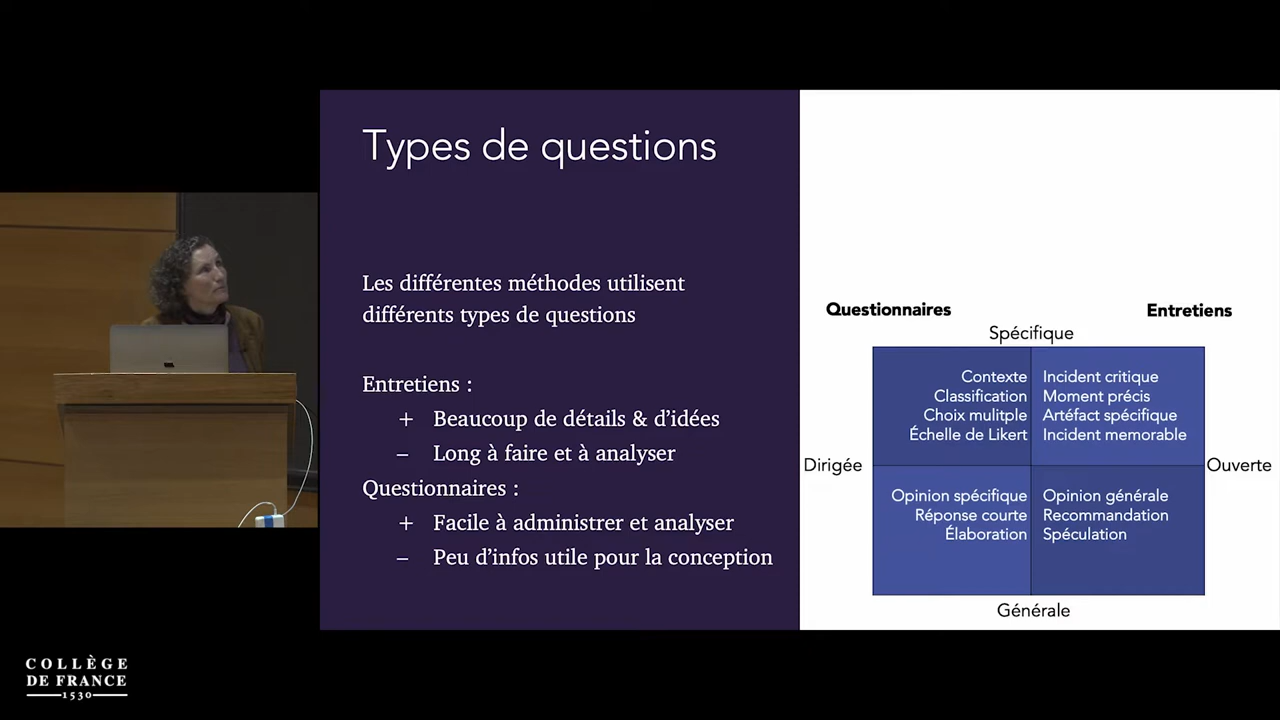 Types de questions
Les différentes méthodes utilisent
différents types de questions
Entretiens :
+ Beaucoup de détails & d'idées
– Long à faire et à analyser
Questionnaires :
+ Facile à administrer et analyser
– Peu d'infos utile pour la conception
Questionnaires
Entretiens
Spécifique
Contexte
Classification
Choix mulitple
Échelle de Likert
Incident critique
Moment précis
Artéfact spécifique
Incident memorable
Dirigée
Ouverte
Opinion spécifique
Réponse courte
Élaboration
Opinion générale
Recommandation
Spéculation
Générale
COLLÈGE
DE FRANCE
1530